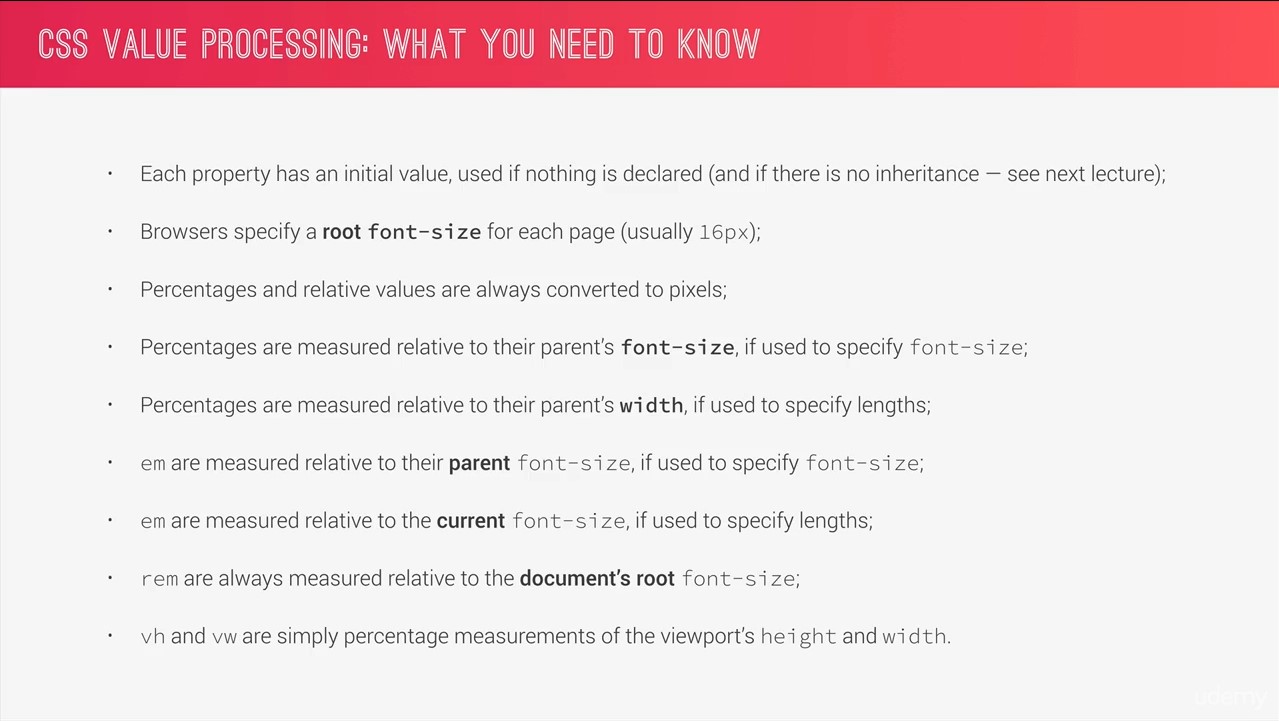 CSS VALUE PROCESSING: WHAT YOU NEED TO KNOW
• Each property has an initial value, used if nothing is declared (and if there is no inheritance — see next lecture);
• Browsers specify a root font-size for each page (usually 16px);
• Percentages and relative values are always converted to pixels;
• Percentages are measured relative to their parent’s font-size, if used to specify font-size;
• Percentages are measured relative to their parent’s width, if used to specify lengths;
• em are measured relative to their parent font-size, if used to specify font-size;
• em are measured relative to the current font-size, if used to specify lengths;
• rem are always measured relative to the document’s root font-size;
• vh and vw are simply percentage measurements of the viewport’s height and width.
udemy